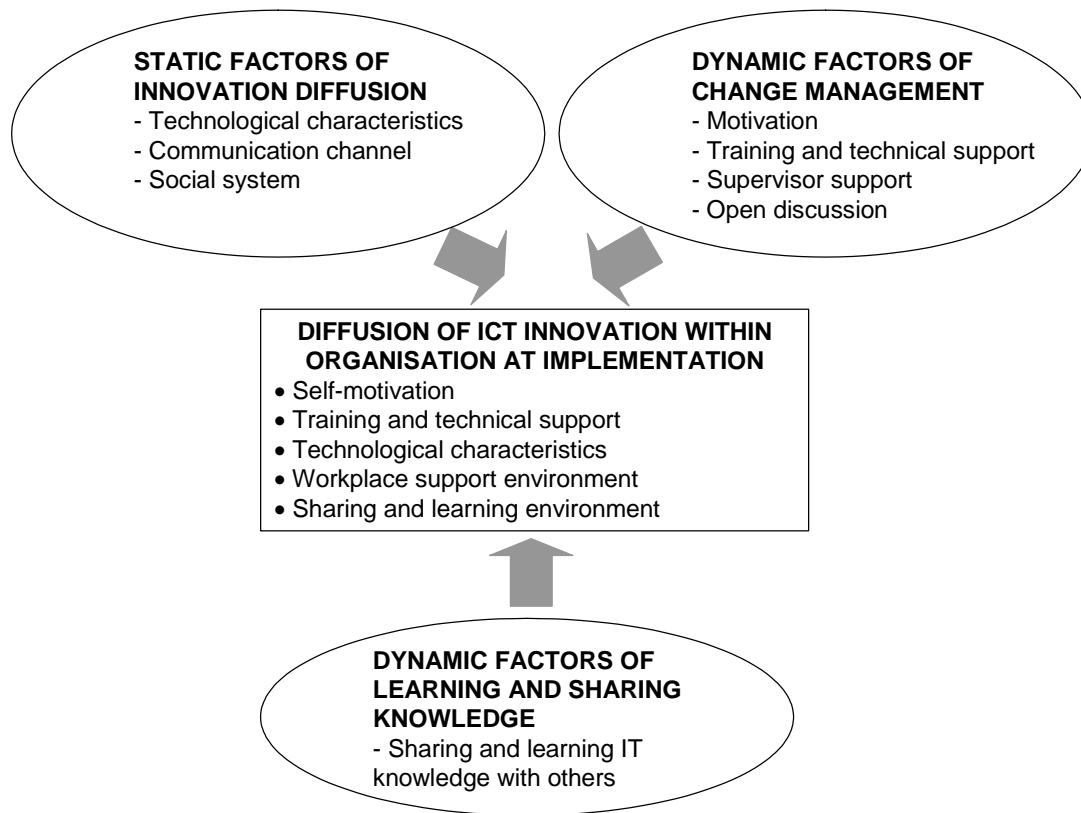 STATIC FACTORS OF
INNOVATION DIFFUSION
- Technological characteristics
- Communication channel
- Social system
DYNAMIC FACTORS OF
CHANGE MANAGEMENT
- Motivation
- Training and technical support
- Supervisor support
- Open discussion
DIFFUSION OF ICT INNOVATION WITHIN
ORGANISATION AT IMPLEMENTATION
• Self-motivation
• Training and technical support
• Technological characteristics
• Workplace support environment
• Sharing and learning environment
DYNAMIC FACTORS OF
LEARNING AND SHARING
KNOWLEDGE
- Sharing and learning IT
knowledge with others